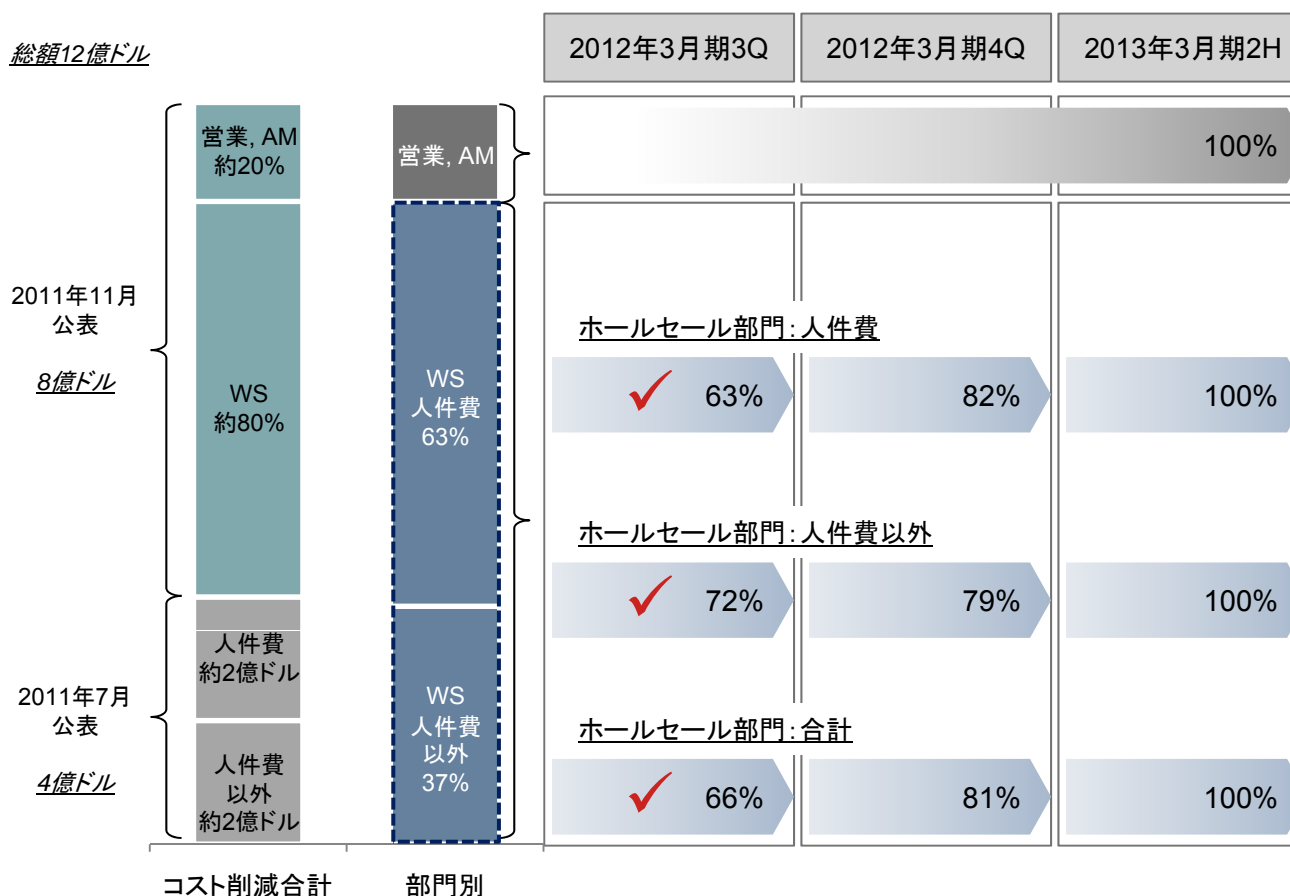 総額12億ドル
2012年3月期3Q
2012年3月期4Q
2013年3月期2H
営業, AM
約20%
営業, AM
100%
2011年11月
公表
8億ドル
WS
約80%
WS
人件費
63%
ホールセール部門：人件費
63%
82%
100%
ホールセール部門：人件費以外
72%
79%
100%
2011年7月
公表
4億ドル
人件費
約2億ドル
人件費
以外
約2億ドル
WS
人件費
以外
37%
ホールセール部門：合計
66%
81%
100%
コスト削減合計
部門別